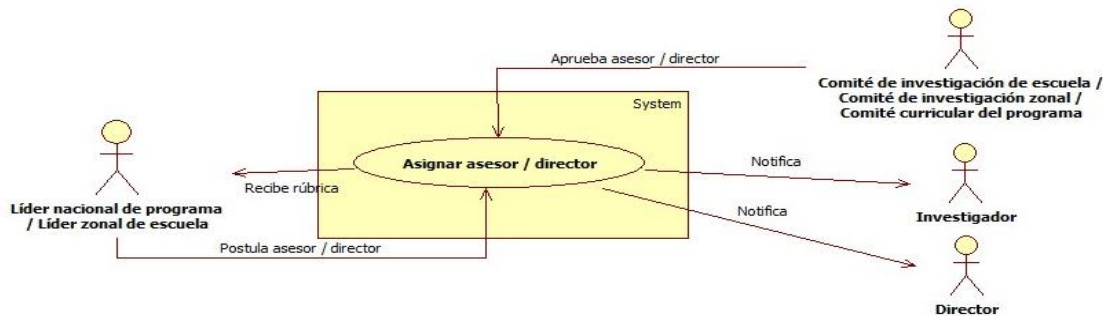 Aprueba asesor / director
Comité de investigación de escuela /
Comité de investigación zonal /
Comité curricular del programa
System
Asignar asesor / director
Notifica
Recibe rúbrica
Líder nacional de programa
/ Líder zonal de escuela
Investigador
Notifica
Postula asesor / director
Director